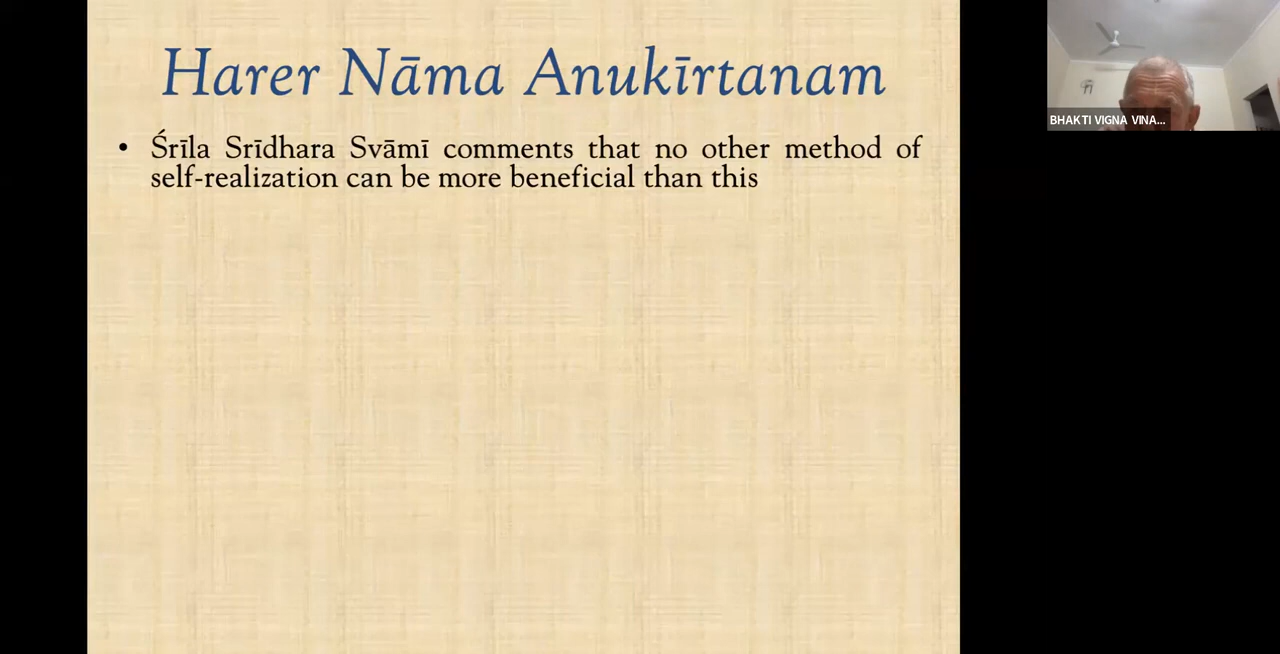 Harer Nāma Anukīrtanam
• Śrīla Srīdhara Svāmī comments that no other method of
self-realization can be more beneficial than this
BHAKTI VIGNA VINA...